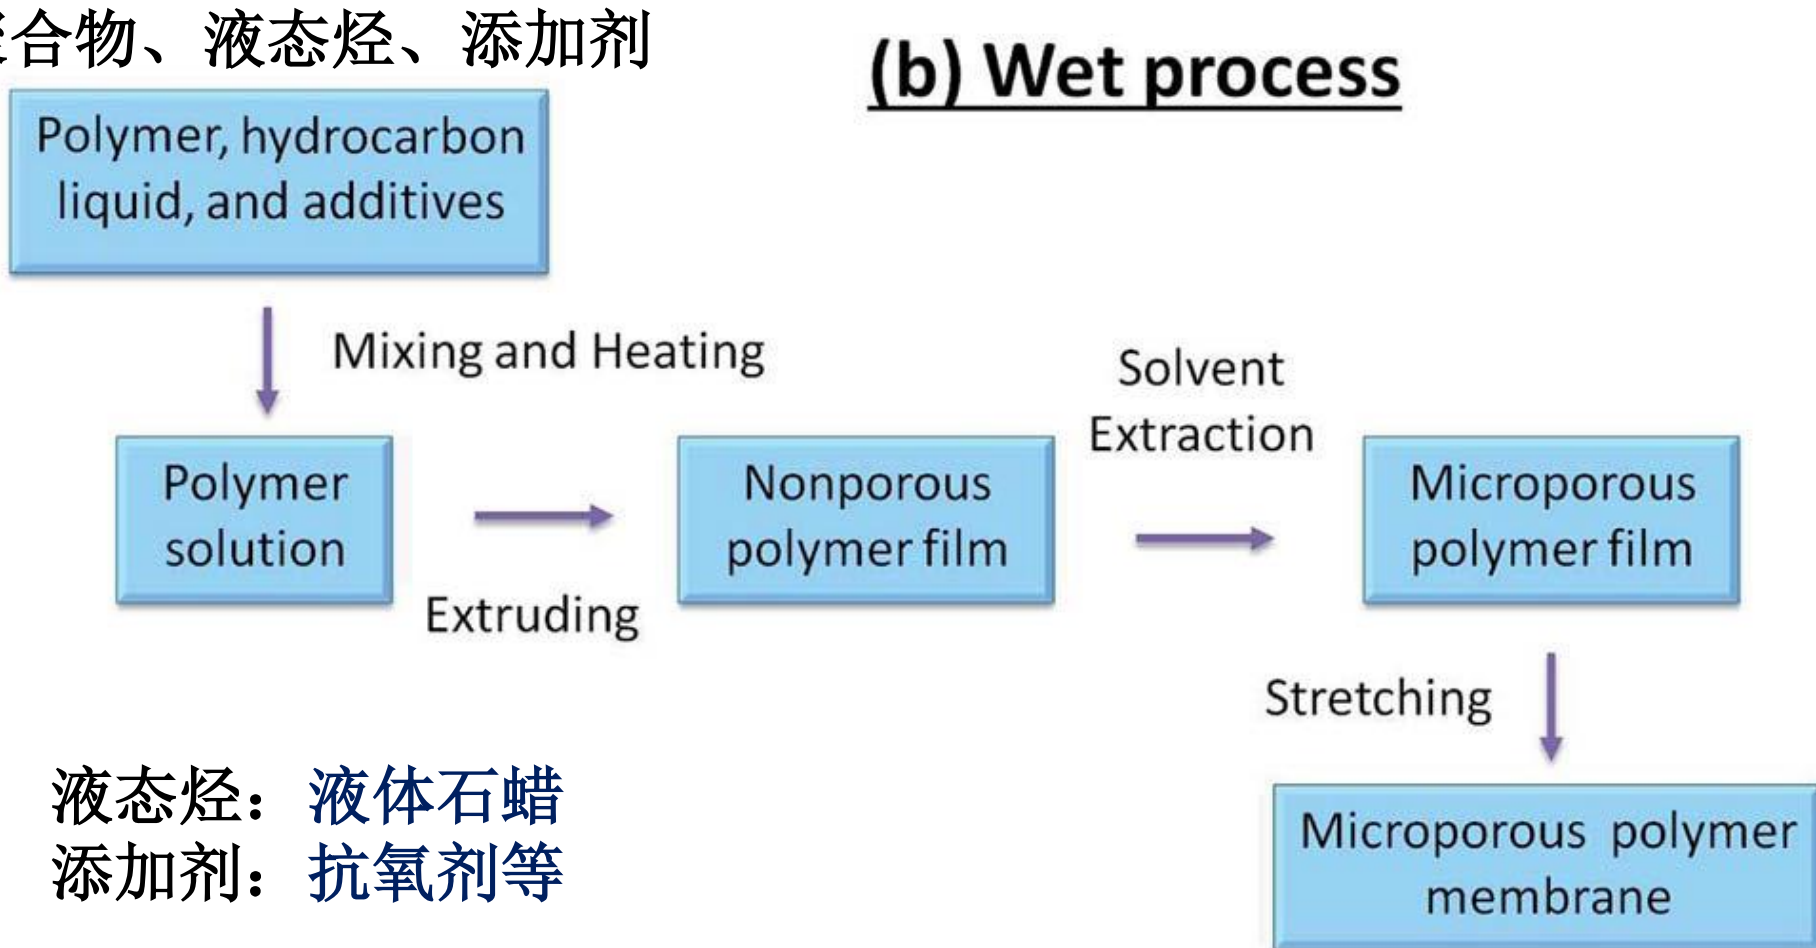 合物、液态烃、添加剂
(b) Wet process
Polymer, hydrocarbon
liquid, and additives
Mixing and Heating
Solvent
Extraction
Polymer
solution
Extruding
Nonporous
polymer film
Microporous
polymer film
Stretching
Microporous polymer
membrane
液态烃：液体石蜡
添加剂：抗氧剂等